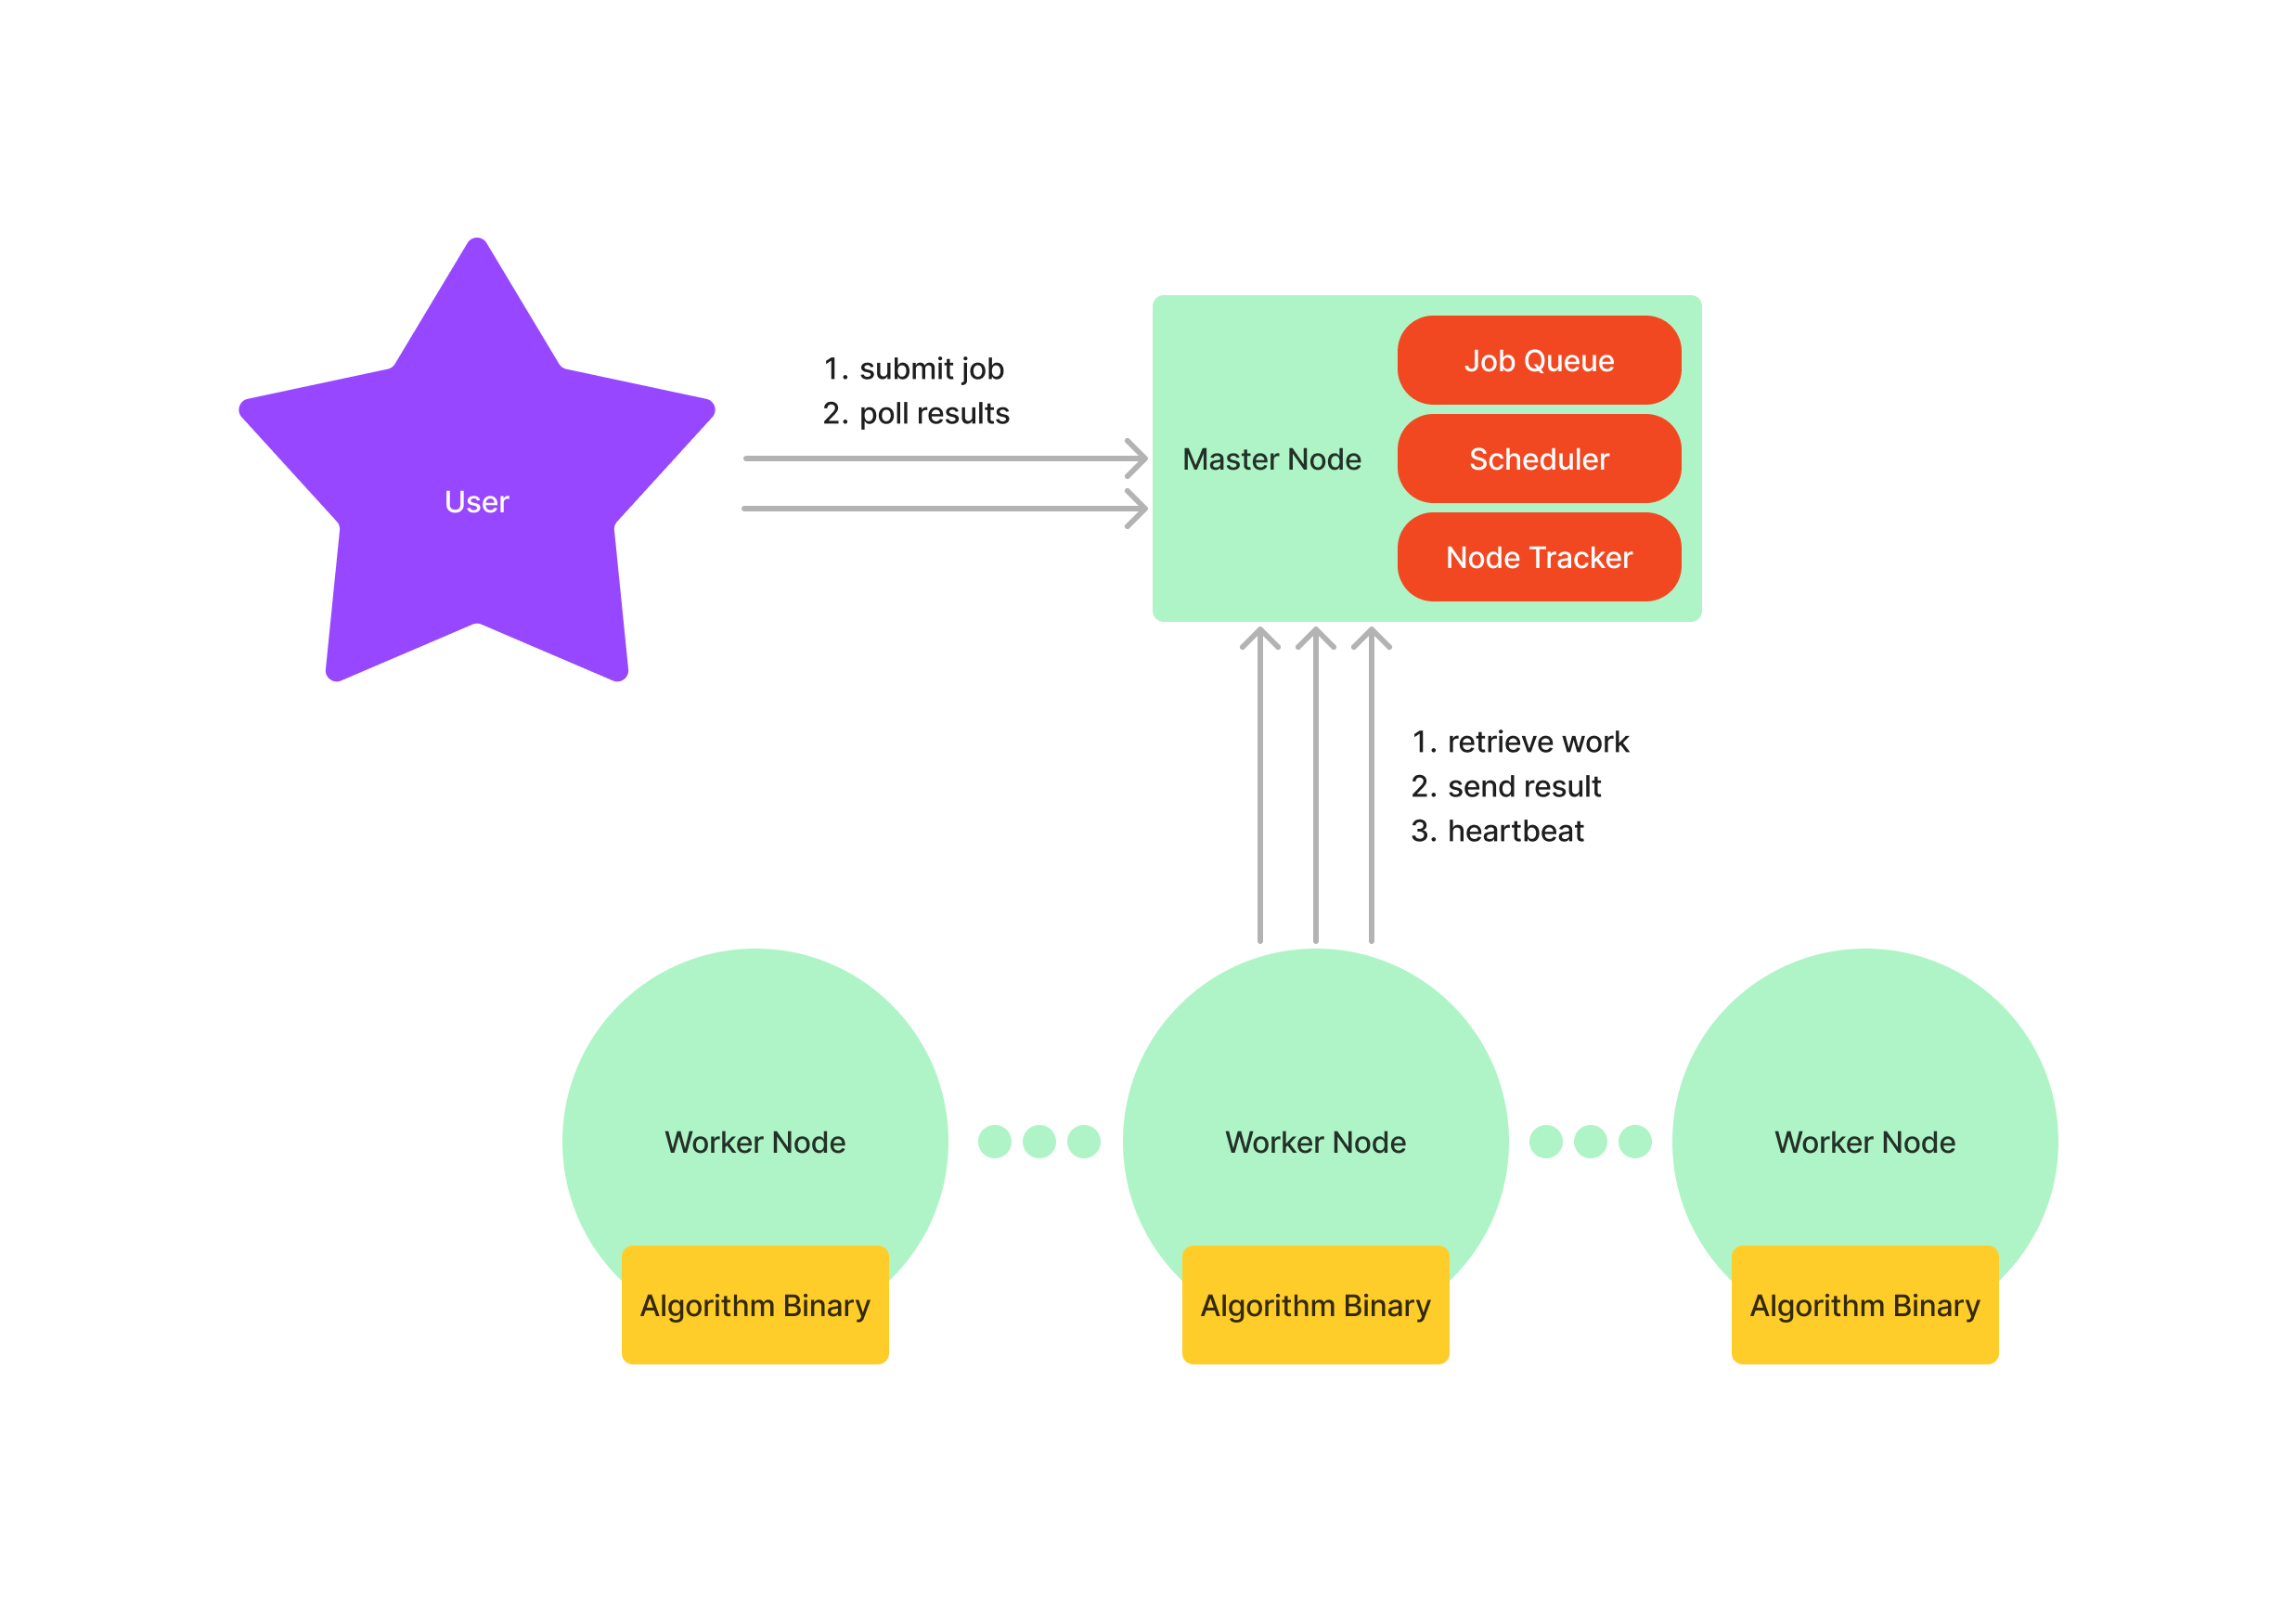 User
1. submit job
2. poll results
Master Node
Job Queue
Scheduler
Node Tracker
1. retrieve work
2. send result
3. heartbeat
Worker Node
Worker Node
Worker Node
Algorithm Binary
Algorithm Binary
Algorithm Binary